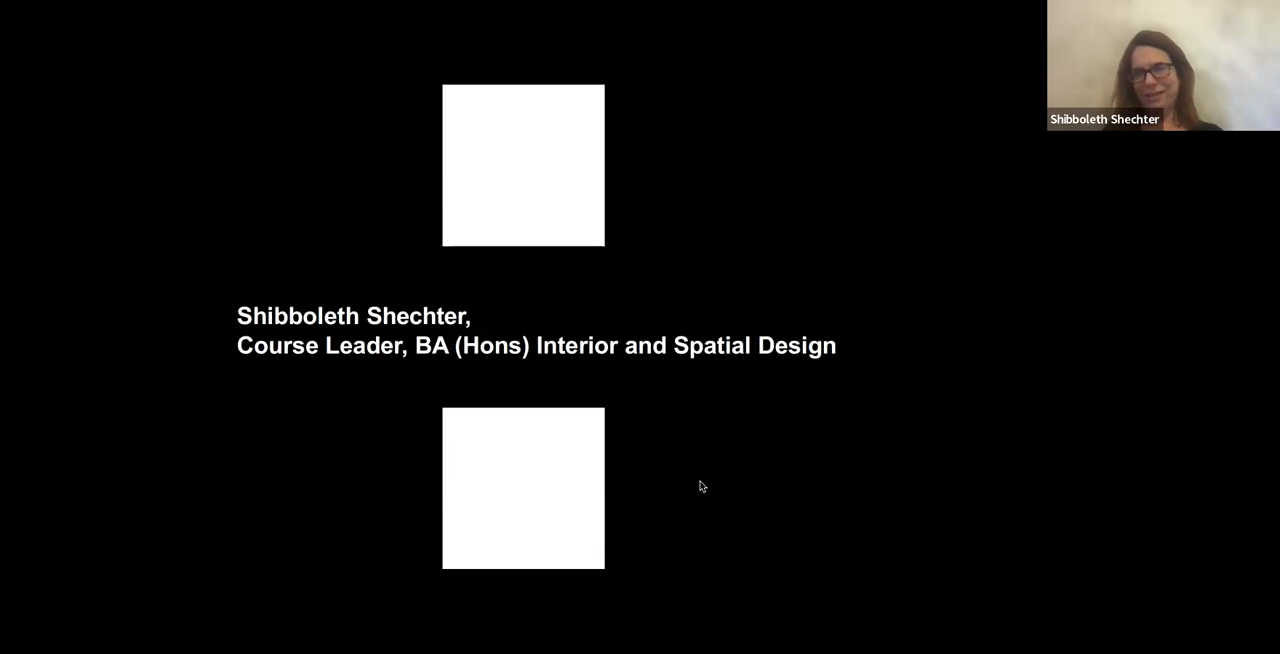 Shibboleth Shechter
Shibboleth Shechter,
Course Leader, BA (Hons) Interior and Spatial Design